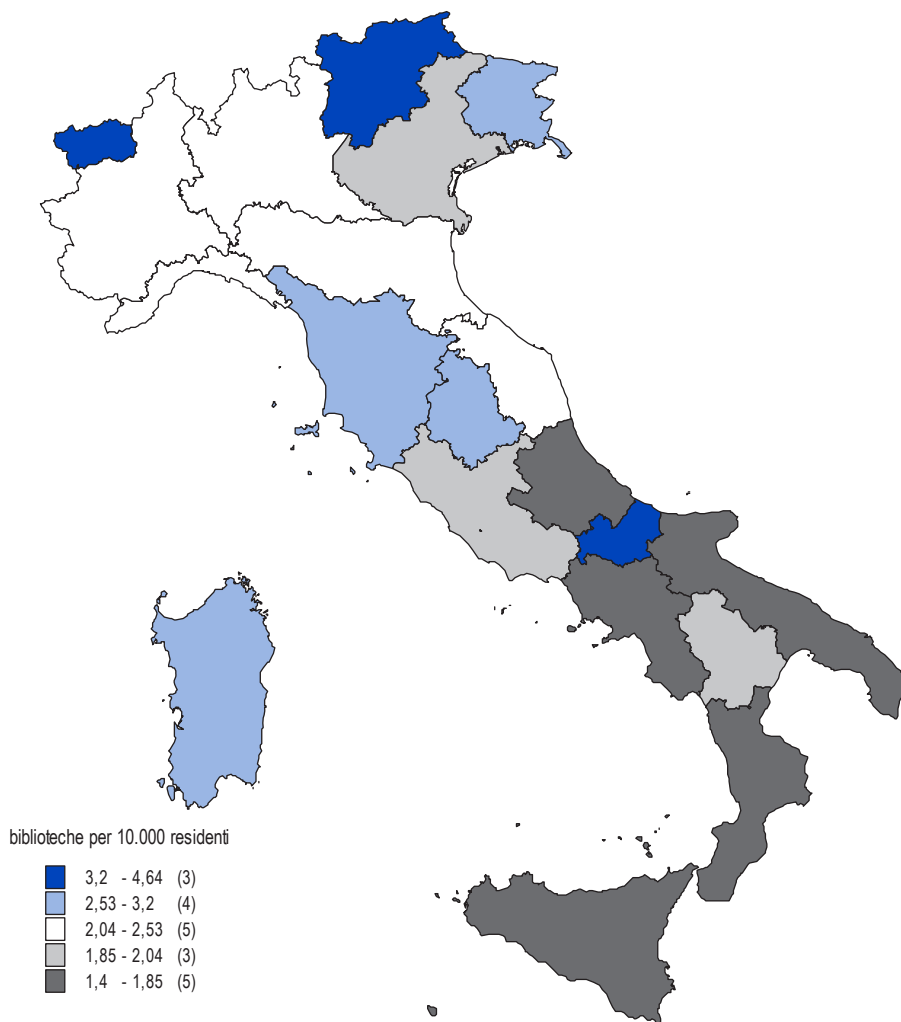 biblioteche per 10.000 residenti
3,2 - 4,64 (3)
2,53 - 3,2 (4)
2,04 - 2,53 (5)
1,85 - 2,04 (3)
1,4 - 1,85 (5)